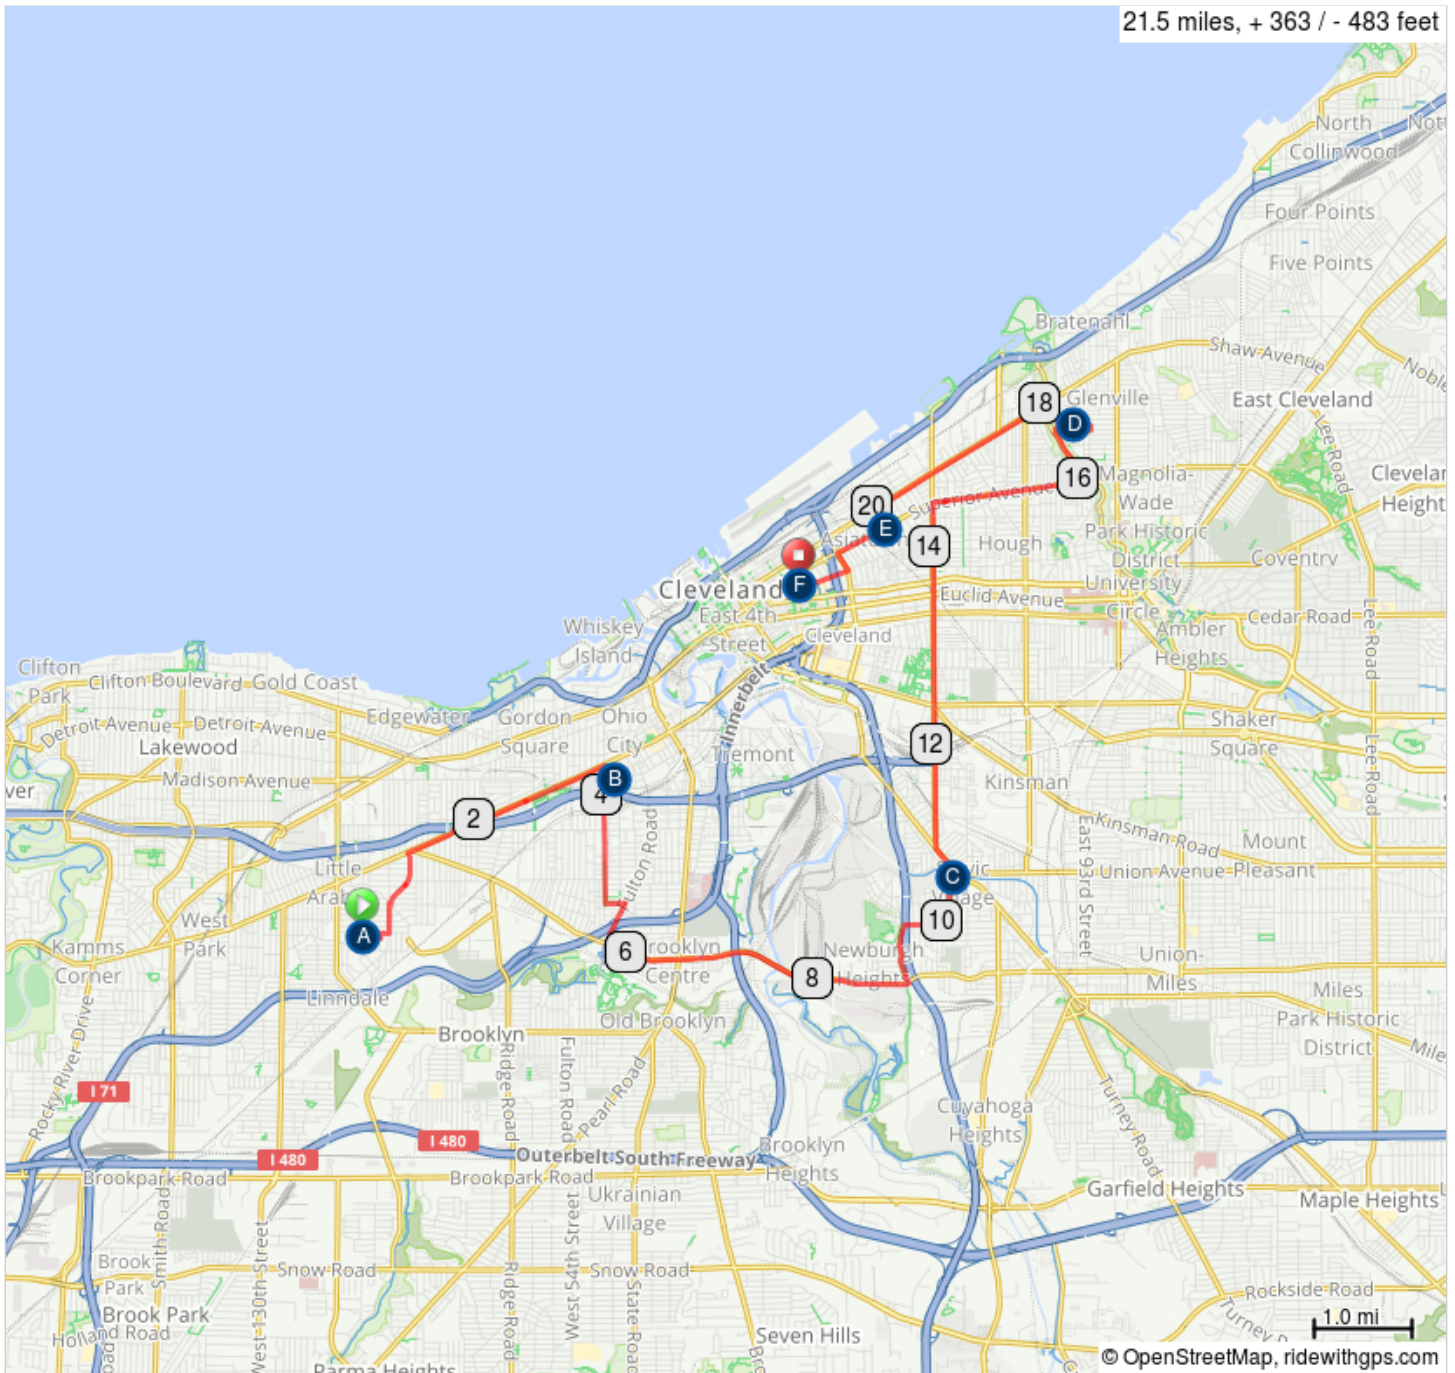 21.5 miles, + 363 / - 483 feet
North
Collinwood
Four Points
Five Points
Bratenahl
Shaw Avenue
Glenville
East Cleveland
Lee Road
18
D
16
Magnolia-
Wade
Superior Avenue
20
E
14
Hough
Park Historic
District
Coventry
University
Circle
F
Cleveland
East 4th
Street
Euclid Avenue
Cedar Road
Lee Road
Ambler
Heights
Cleveland
Whiskey
Island
Innerbelt
Clifton
Park
Clifton Boulevard
Gold Coast
Edgewater
Gordon
Square
Ohio
City
Detroit Avenue
Detroit Avenue
Lakewood
Madison Avenue
Tremont
12
Shaker
Square
Lee Road
Kinsman
B
4
2
Kinsman Road
Mount
Pleasant
Union Avenue
East 93rd Street
Fulton Road
Little
C
10
A
West
Park
Kamms
Corner
6
Centre
8
Newburgh
Heights
Union-
Miles
Miles
Park Historic
District
Linndale
Brooklyn
Old Brooklyn
Rocky River Drive
I 71
I 480
I 480
Ridge Road
Fulton Road
Pearl Road
Cuyahoga
Heights
Turney Road
Outerbelt South Freeway
Brooklyn
Heights
Brookpark Road
Brookpark Road
Ukrainian
Village
Garfield Heights
Maple Heights
Smith Road
West 130th Street
Ridge Road
West 54th Street
State Road
Brook
Park
Snow Road
Snow Road
Brook Park
Holland Road
Rockside Road
Seven Hills
Parma Heights
1.0 mi
© OpenStreetMap, ridewithgps.com